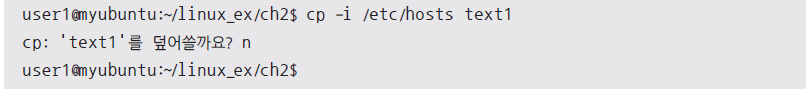 user1@myubuntu:~/linux_ex/ch2$ cp -i /etc/hosts text1
cp: 'text1'를 덮어쓸까요? n
user1@myubuntu:~/linux_ex/ch2$